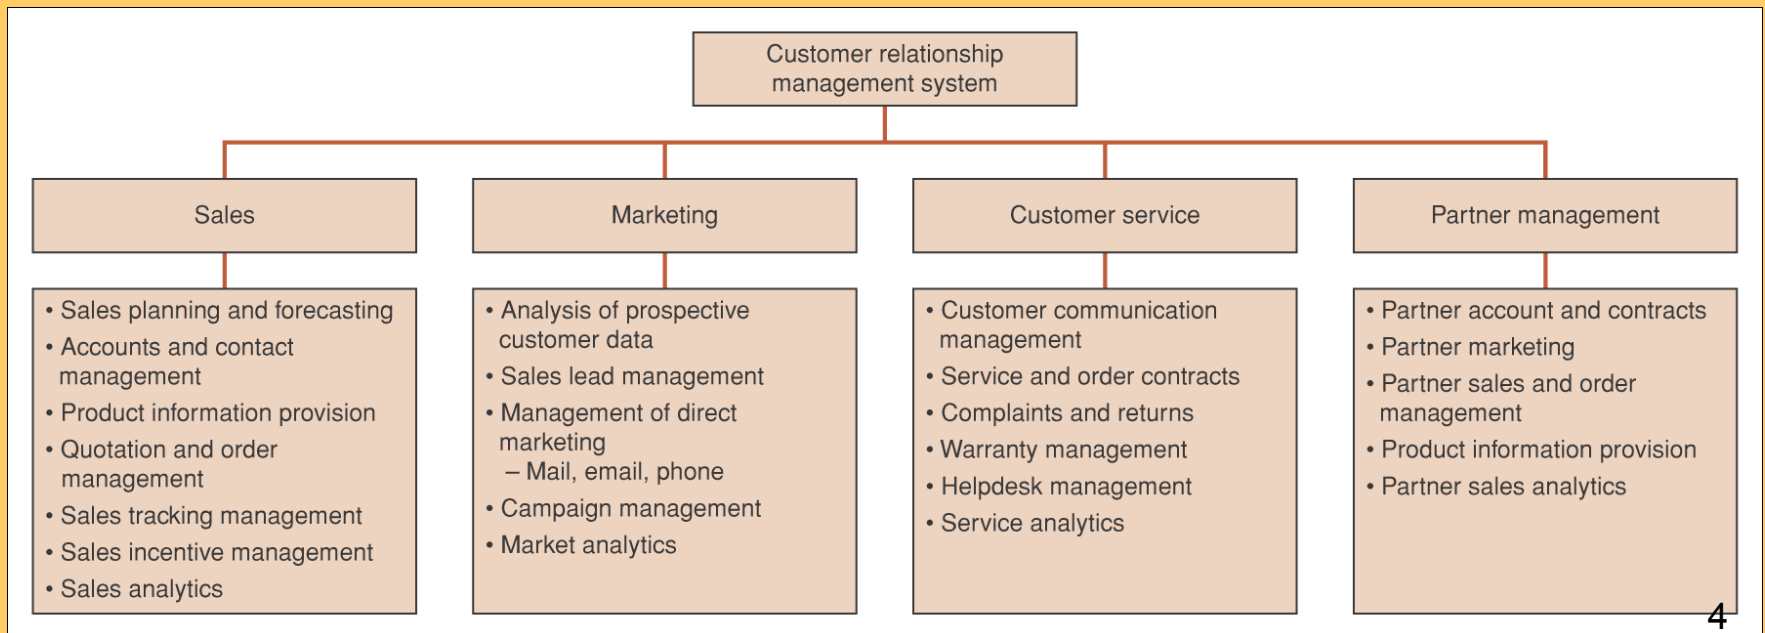 Customer relationship
management system
Sales
Marketing
Customer service
Partner management
• Sales planning and forecasting
• Accounts and contact
management
• Product information provision
• Quotation and order
management
• Sales tracking management
• Sales incentive management
• Sales analytics
• Analysis of prospective
customer data
• Sales lead management
• Management of direct
marketing
– Mail, email, phone
• Campaign management
• Market analytics
• Customer communication
management
• Service and order contracts
• Complaints and returns
• Warranty management
• Helpdesk management
• Service analytics
• Partner account and contracts
• Partner marketing
• Partner sales and order
management
• Product information provision
• Partner sales analytics
4